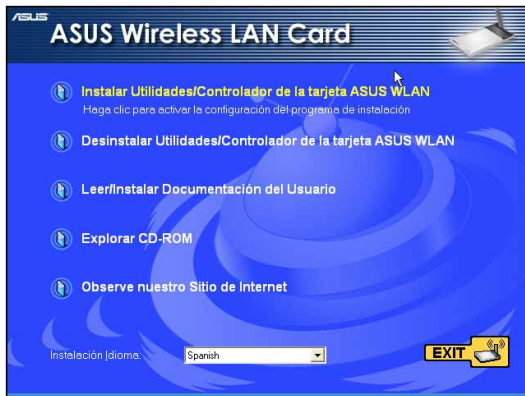 ASUS
ASUS Wireless LAN Card
Instalar Utilidades/Controlador de la tarjeta ASUS WLAN
Haga clic para activar la configuración del programa de instalación
Desinstalar Utilidades/Controlador de la tarjeta ASUS WLAN
Leer/Instalar Documentación del Usuario
Explorar CD-ROM
Observe nuestro Sitio de Internet
Instalación Idioma:
Spanish
EXIT